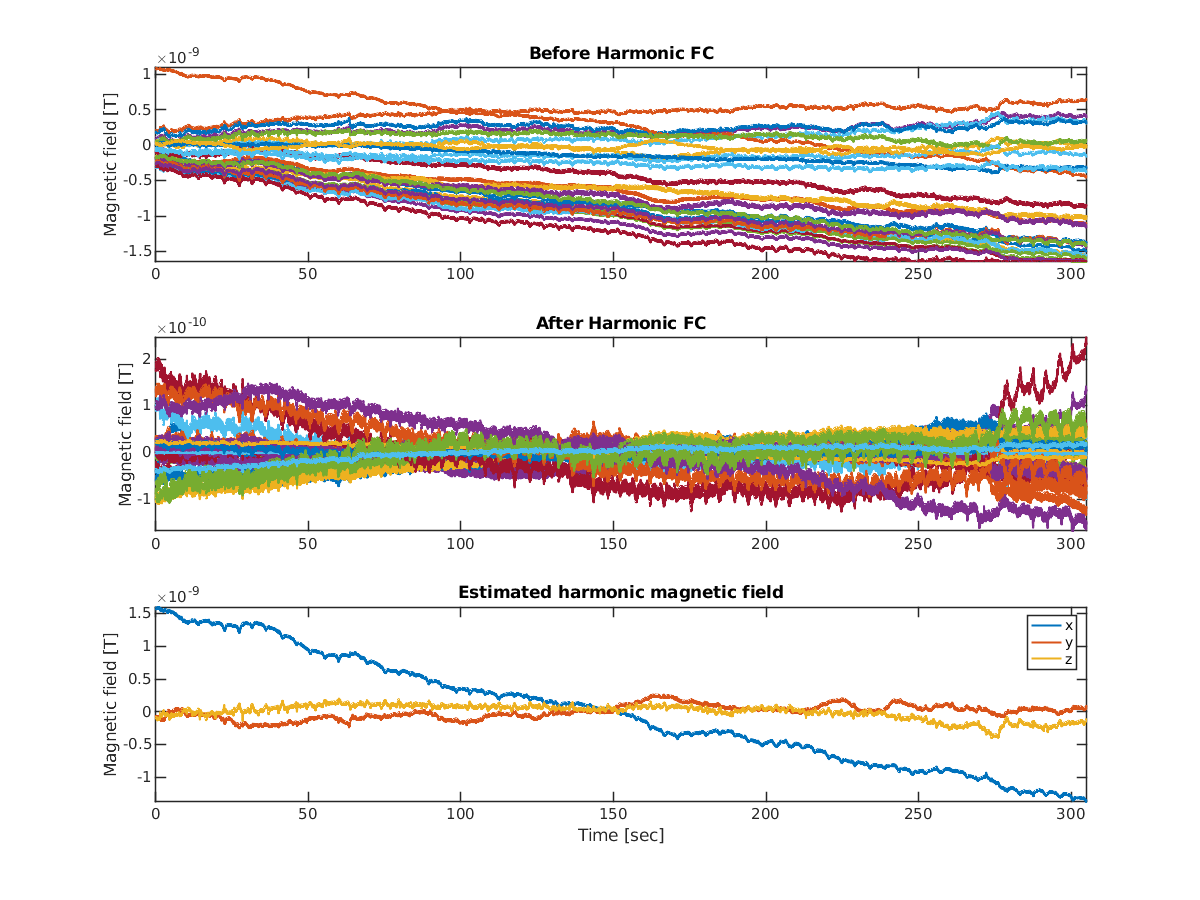 Before Harmonic FC
×10-9
Magnetic field [T]
1
0.5
0
-0.5
-1
-1.5
0 50 100 150 200 250 300
After Harmonic FC
×10-10
Magnetic field [T]
2
1
0
-1
0 50 100 150 200 250 300
Estimated harmonic magnetic field
×10-9
Magnetic field [T]
1.5
1
0.5
0
-0.5
-1
x
y
z
0 50 100 150 200 250 300
Time [sec]